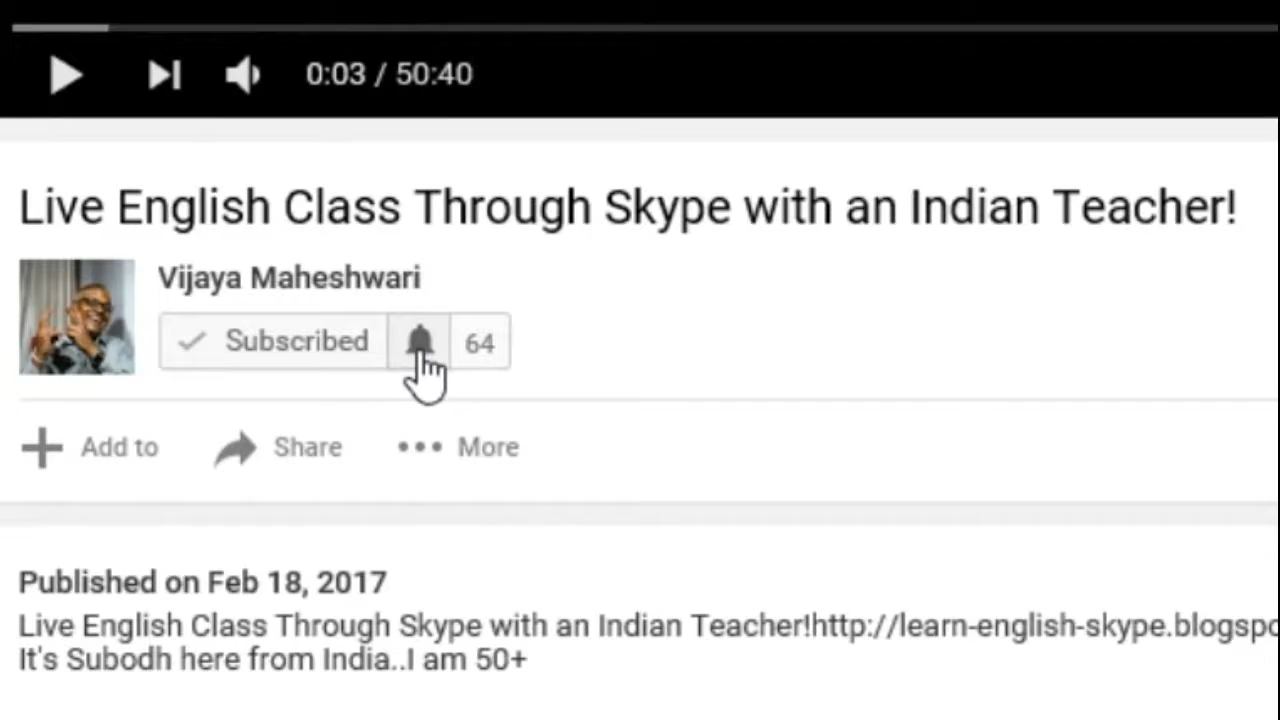 0:03 / 50:40
Live English Class Through Skype with an Indian Teacher!
Vijaya Maheshwari
Subscribed 64
Add to Share More
Published on Feb 18, 2017
Live English Class Through Skype with an Indian Teacher!http://learn-english-skype.blogspo
It's Subodh here from India..I am 50+